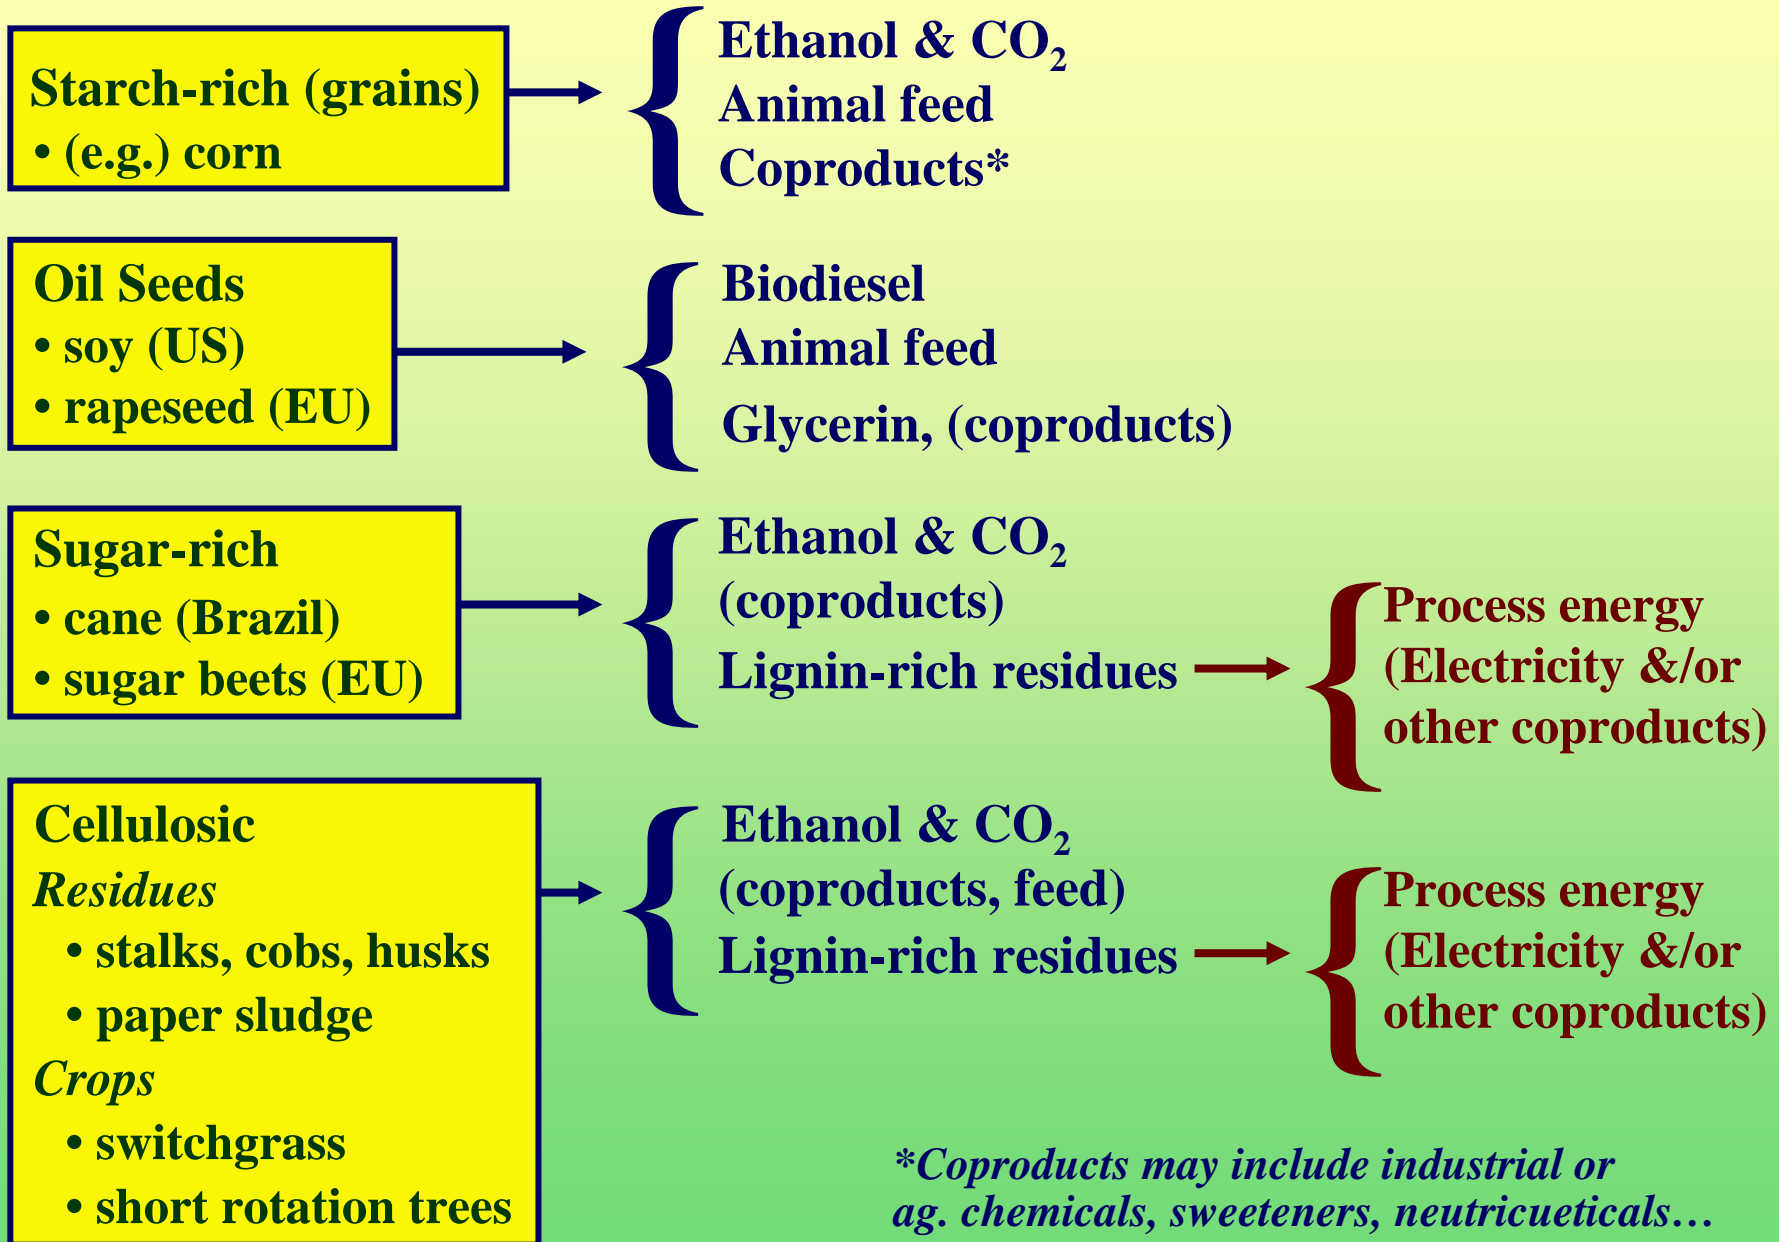 Starch-rich (grains)
• (e.g.) corn
Ethanol & CO₂
Animal feed
Coproducts*
Oil Seeds
• soy (US)
• rapeseed (EU)
Biodiesel
Animal feed
Glycerin, (coproducts)
Sugar-rich
• cane (Brazil)
• sugar beets (EU)
Ethanol & CO₂
(coproducts)
Lignin-rich residues
Process energy
(Electricity &/or
other coproducts)
Cellulosic
Residues
• stalks, cobs, husks
• paper sludge
Crops
• switchgrass
• short rotation trees
Ethanol & CO₂
(coproducts, feed)
Lignin-rich residues
Process energy
(Electricity &/or
other coproducts)
*Coproducts may include industrial or
ag. chemicals, sweeteners, neutricueticals…